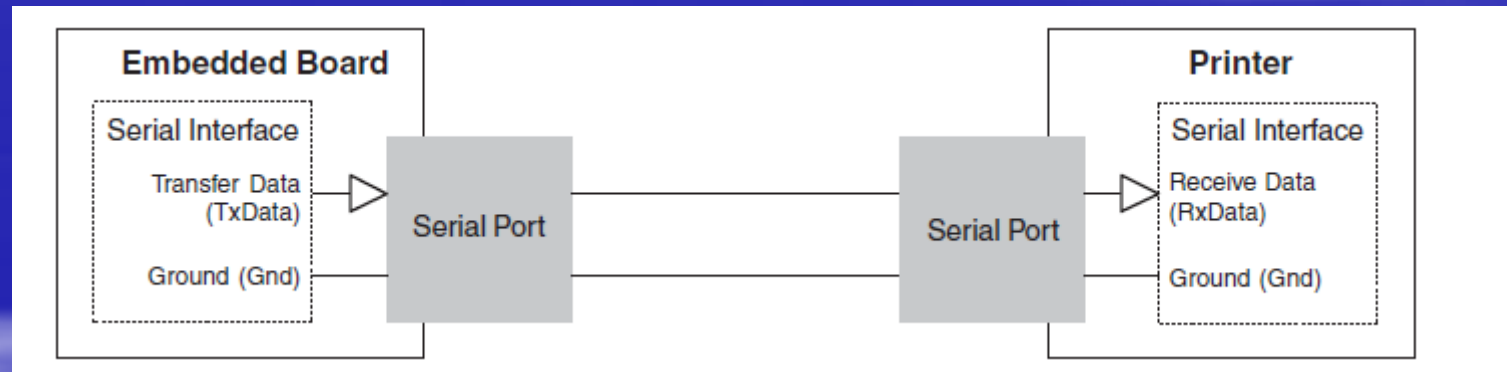 Embedded Board
Serial Interface
Transfer Data
(TxData)
Ground (Gnd)
Serial Port
Serial Port
Printer
Serial Interface
Receive Data
(RxData)
Ground (Gnd)